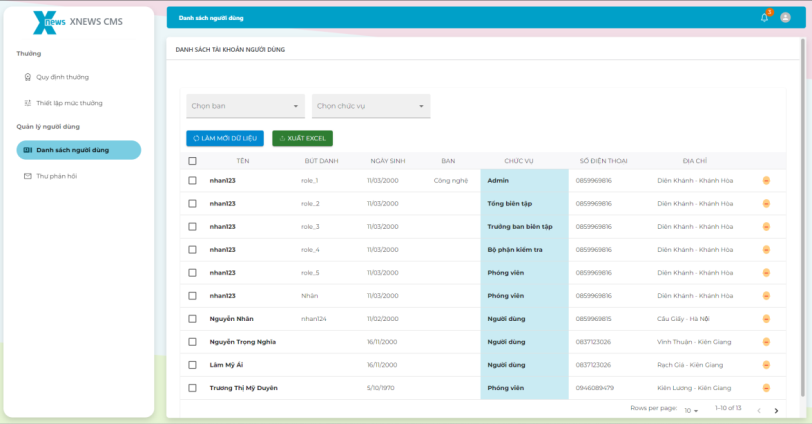 Xnews XNEWS CMS
Thưởng
Quy định thưởng
Thiết lập mức thưởng
Quản lý người dùng
Danh sách người dùng
Thư phản hồi
Danh sách người dùng
DANH SÁCH TÀI KHOẢN NGƯỜI DÙNG
Chọn ban Chọn chức vụ
LÀM MỚI DỮ LIỆU XUẤT EXCEL
TÊN BÚT DANH NGÀY SINH BAN CHỨC VỤ SỐ ĐIỆN THOẠI ĐỊA CHỈ
nhan123 role_1 11/03/2000 Công nghệ Admin 0859969816 Diên Khánh - Khánh Hòa
nhan123 role_2 11/03/2000 Tổng biên tập 0859969816 Diên Khánh - Khánh Hòa
nhan123 role_3 11/03/2000 Trưởng ban biên tập 0859969816 Diên Khánh - Khánh Hòa
nhan123 role_4 11/03/2000 Bộ phận kiểm tra 0859969816 Diên Khánh - Khánh Hòa
nhan123 role_5 11/03/2000 Phóng viên 0859969816 Diên Khánh - Khánh Hòa
nhan123 Nhân 11/03/2000 Phóng viên 0859969816 Diên Khánh - Khánh Hòa
Nguyễn Nhân nhan124 11/02/2000 Người dùng 0859969815 Cầu Giấy - Hà Nội
Nguyễn Trọng Nghĩa 16/11/2000 Người dùng 0837123026 Vĩnh Thuận - Kiên Giang
Lâm Mỹ Ái 16/11/2000 Người dùng 0837123026 Rạch Giá - Kiên Giang
Trương Thị Mỹ Duyên 5/10/1970 Phóng viên 0946089479 Kiên Lương - Kiên Giang
Rows per page: 10 1-10 of 13